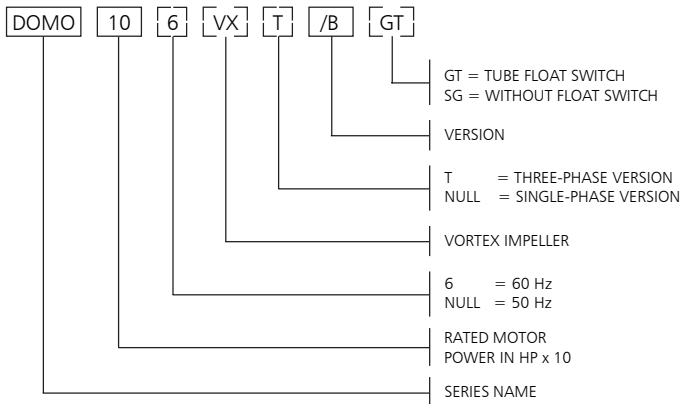 DOMO 10 6 VX T /B GT
GT = TUBE FLOAT SWITCH
SG = WITHOUT FLOAT SWITCH
VERSION
T = THREE-PHASE VERSION
NULL = SINGLE-PHASE VERSION
VORTEX IMPELLER
6 = 60 Hz
NULL = 50 Hz
RATED MOTOR
POWER IN HP x 10
SERIES NAME